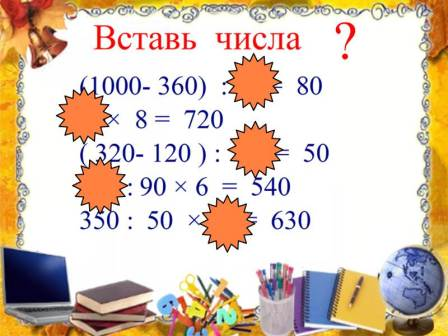 Вставь числа ?
(1000- 360) : = 80
× 8 = 720
( 320- 120 ) : = 50
: 90 × 6 = 540
350 : 50 × = 630